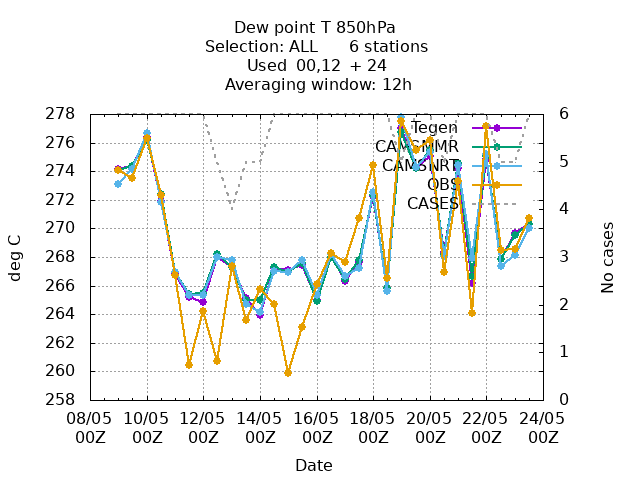 Dew point T 850hPa
Selection: ALL 6 stations
Used 00,12 + 24
Averaging window: 12h
278
276
274
272
270
268
266
264
262
260
258
deg C
6
5
4
3
2
1
0
No cases
Tegen
CAMSMMR
CAMSNRT
OBS
CASES
08/05 10/05 12/05 14/05 16/05 18/05 20/05 22/05 24/05
00Z 00Z 00Z 00Z 00Z 00Z 00Z 00Z 00Z
Date